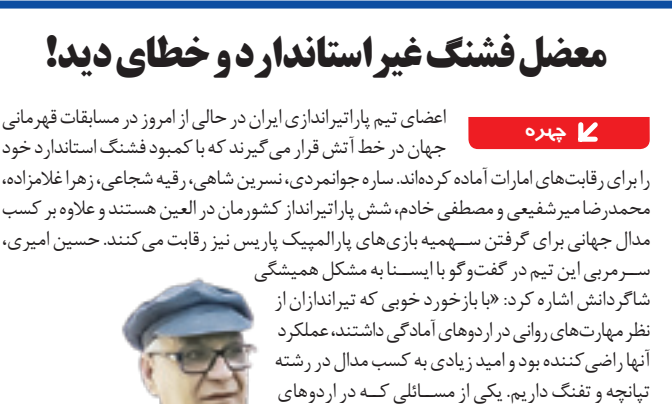 معضل فشنگ غیر استاندارد و خطای دید!
چهره
اعضای تیم پاراتیراندازی ایران در حالی از امروز در مسابقات قهرمانی
جهان در خط آتش قرار می‌گیرند که با کمبود فشنگ استاندارد خود
را برای رقابت‌های امارات آماده کرده‌اند. ساره جوانمردی، نسرین شاهی، رقیه شجاعی، زهرا غلامزاده،
محمدرضا میرشفیعی و مصطفی خادم، شش پاراتیرانداز کشورمان در العین هستند و علاوه بر کسب
مدال جهانی برای گرفتن سهمیه بازی‌های پارالمپیک پاریس نیز رقابت می‌کنند. حسین امیری،
سرمربی این تیم در گفت‌وگو با ایسنا به مشکل همیشگی
شاگردانش اشاره کرد: «با بازخورد خوبی که تیراندازان از
نظر مهارت‌های روانی در اردوهای آمادگی داشتند، عملکرد
آنها راضی‌کننده بود و امید زیادی به کسب مدال در رشته
تپانچه و تفنگ داریم. یکی از مسائلی که در اردوهای